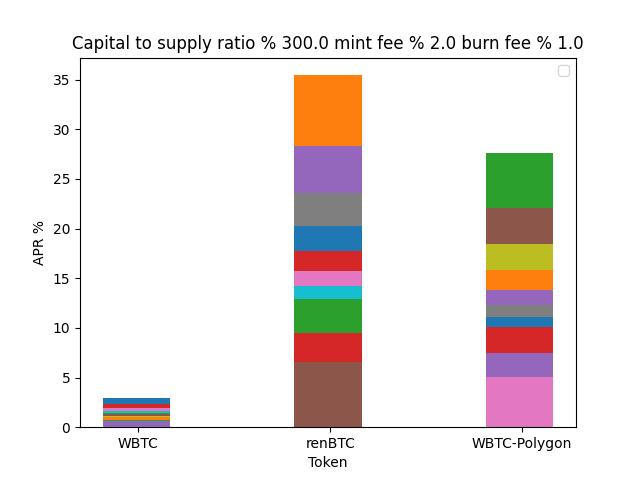 Capital to supply ratio % 300.0 mint fee % 2.0 burn fee % 1.0
35
30
25
20
15
10
5
0
APR %
WBTC renBTC WBTC-Polygon
Token